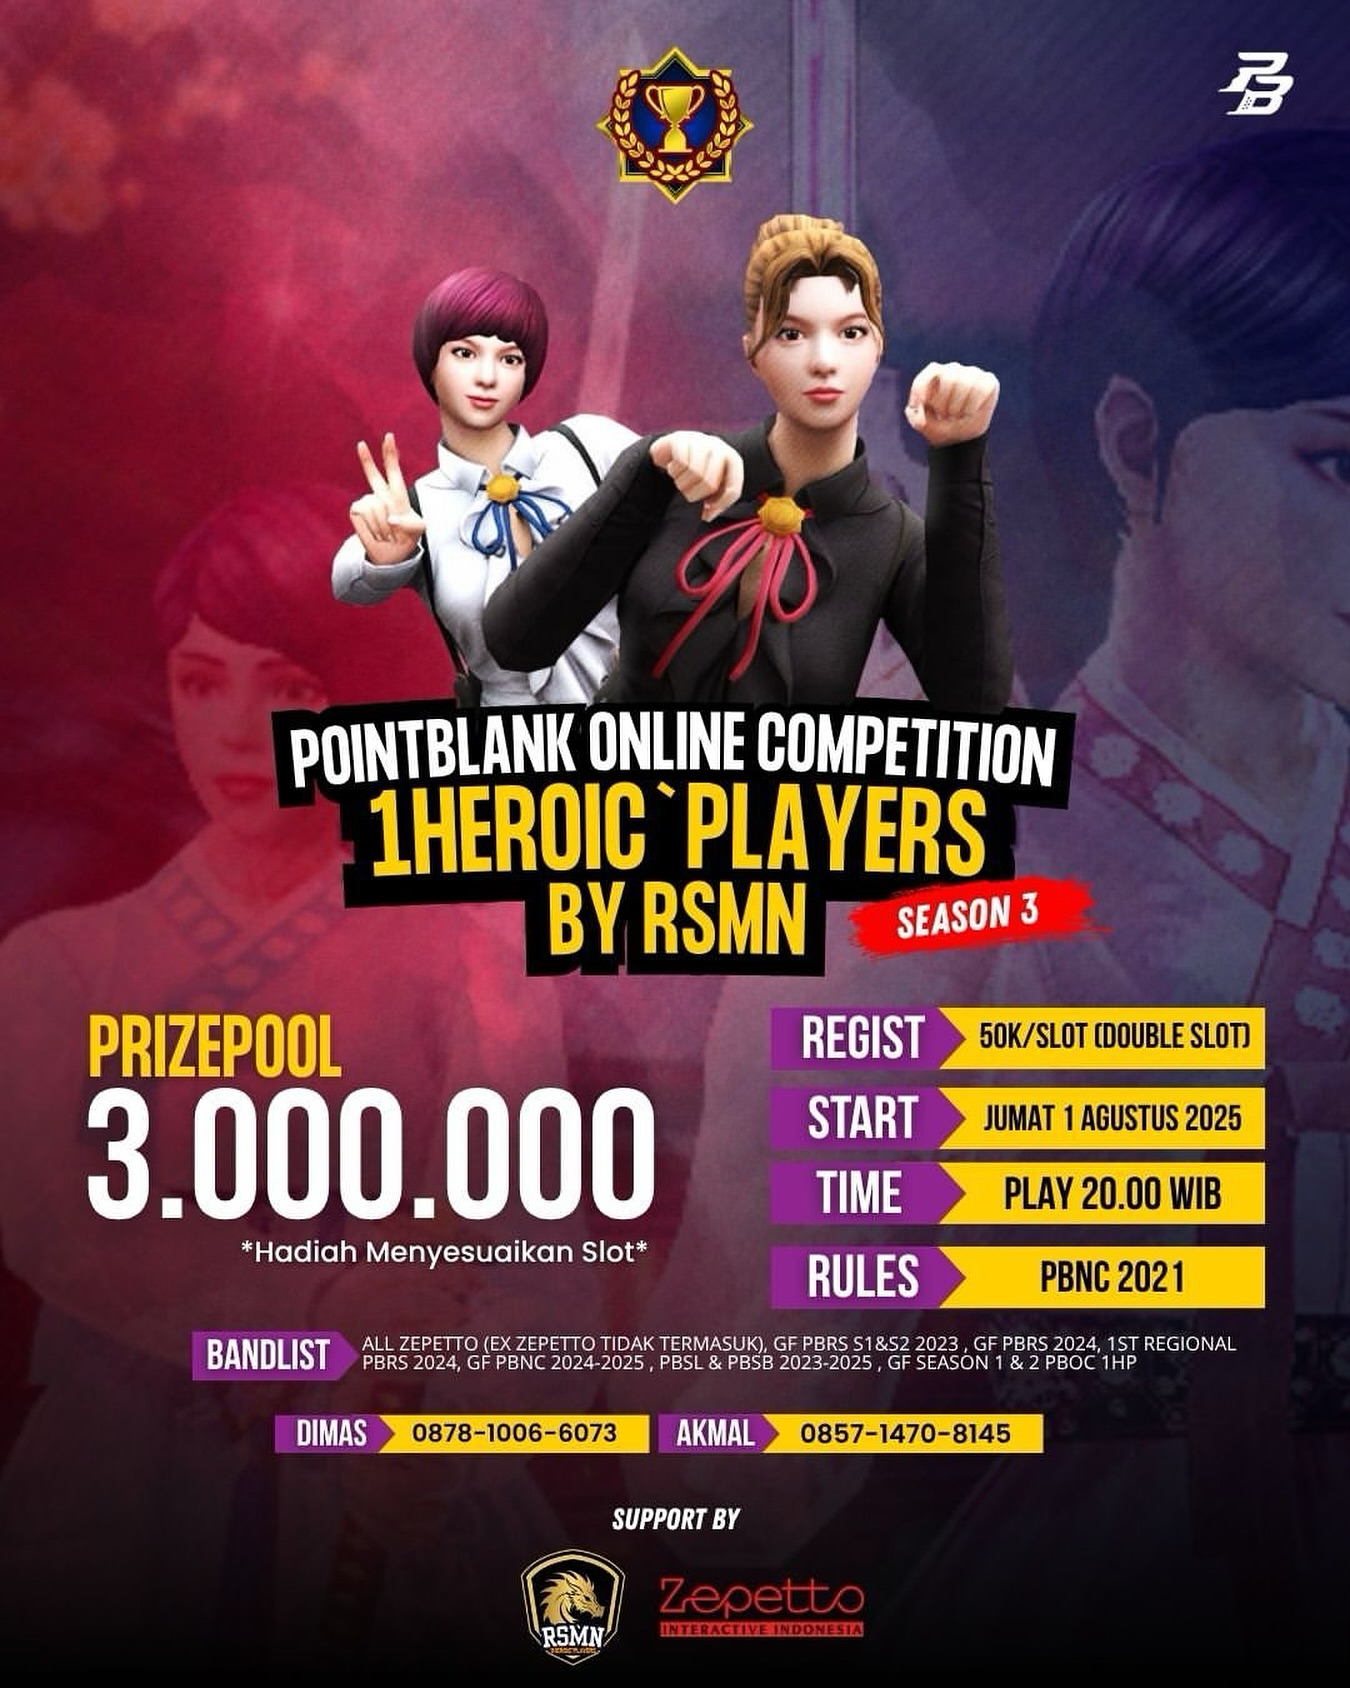 PB
POINTBLANK ONLINE COMPETITION
1HEROIC`PLAYERS
BY RSMN
SEASON 3
PRIZEPOOL
3.000.000
*Hadiah Menyesuaikan Slot*
REGIST 50K/SLOT (DOUBLE SLOT)
START JUMAT 1 AGUSTUS 2025
TIME PLAY 20.00 WIB
RULES PBNC 2021
BANDLIST ALL ZEPETTO (EX ZEPETTO TIDAK TERMASUK), GF PBRS S1&S2 2023 , GF PBRS 2024, 1ST REGIONAL
PBRS 2024, GF PBNC 2024-2025 , PBSL & PBSB 2023-2025 , GF SEASON 1 & 2 PBOC 1HP
DIMAS 0878-1006-6073 AKMAL 0857-1470-8145
SUPPORT BY
RSMN
Zepetto
INTERACTIVE INDONESIA